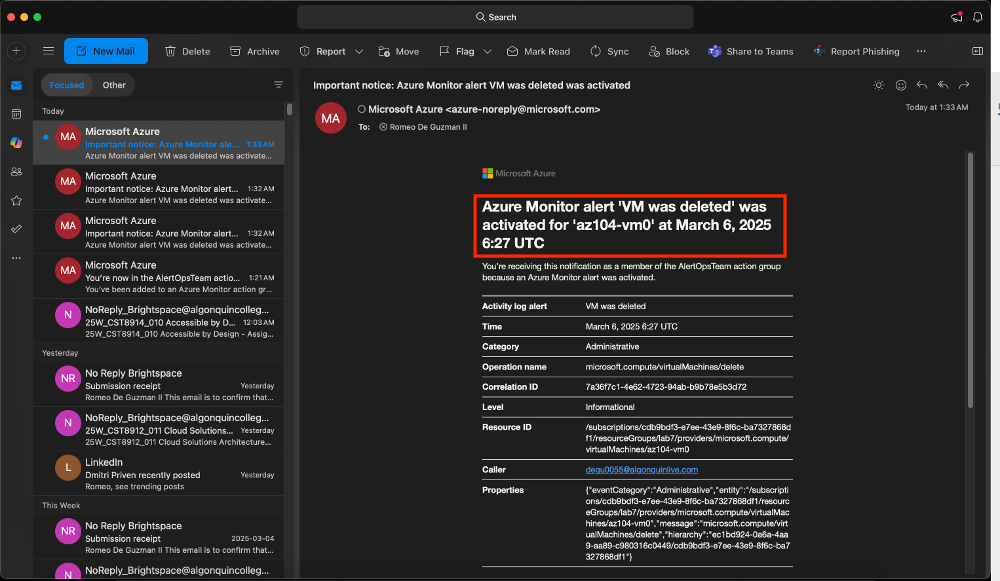 Search
New Mail
Delete
Archive
Report
Move
Flag
Mark Read
Sync
Block
Share to Teams
Report Phishing
Focused
Other
Today
MA
Microsoft Azure
Important notice: Azure Monitor ale... 1:33 AM
Azure Monitor alert VM was deleted was activate...
MA
Microsoft Azure
Important notice: Azure Monitor alert... 1:32 AM
Azure Monitor alert VM was deleted was activate...
MA
Microsoft Azure
Important notice: Azure Monitor alert... 1:32 AM
Azure Monitor alert VM was deleted was activate...
MA
Microsoft Azure
You're now in the AlertOpsTeam actio... 1:21 AM
You've been added to an Azure Monitor action gr...
N
NoReply_Brightspace@algonquincolleg...
25W_CST8914_010 Accessible by D... 12:03 AM
25W_CST8914_010 Accessible by Design - Assig...
Yesterday
NR
No Reply Brightspace
Submission receipt Yesterday
Romeo De Guzman II This email is to confirm that...
N
NoReply_Brightspace@algonquincolleg...
25W_CST8912_011 Cloud Solutions... Yesterday
25W_CST8912_011 Cloud Solutions Architecture...
L
LinkedIn
Dmitri Priven recently posted Yesterday
Romeo, see trending posts
This Week
NR
No Reply Brightspace
Submission receipt 2025-03-04
Romeo De Guzman II This email is to confirm that...
N
NoReply_Brightspace@algonquincolleg...
Important notice: Azure Monitor alert VM was deleted was activated
MA
Microsoft Azure <azure-noreply@microsoft.com>
Today at 1:33 AM
To: Romeo De Guzman II
Microsoft Azure
Azure Monitor alert 'VM was deleted' was
activated for 'az104-vm0' at March 6, 2025
6:27 UTC
You're receiving this notification as a member of the AlertOpsTeam action group
because an Azure Monitor alert was activated.
Activity log alert VM was deleted
Time March 6, 2025 6:27 UTC
Category Administrative
Operation name microsoft.compute/virtualMachines/delete
Correlation ID 7a36f7c1-4e62-4723-94ab-b9b78e5b3d72
Level Informational
Resource ID /subscriptions/cdb9bdf3-e7ee-43e9-8f6c-ba7327868d
f1/resourceGroups/lab7/providers/microsoft.compute/
virtualMachines/az104-vm0
Caller degu0055@algonquinlive.com
Properties {"eventCategory":"Administrative","entity":"/subscripti
ons/cdb9bdf3-e7ee-43e9-8f6c-ba7327868df1/resourc
eGroups/lab7/providers/microsoft.compute/virtualMac
hines/az104-vm0","message":"microsoft.compute/virt
ualMachines/delete","hierarchy":"ec1bd924-0a6a-4aa
9-aa89-c980316c0449/cdb9bdf3-e7ee-43e9-8f6c-ba7
327868df1"}